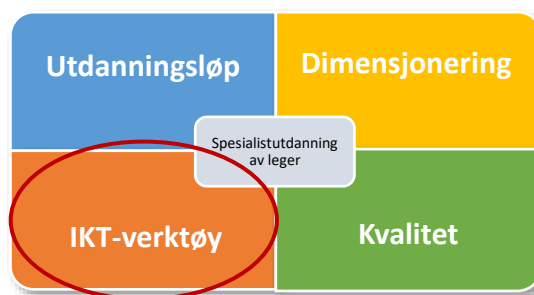 Utdanningsløp
Dimensjonering
Spesialistutdanning
av leger
IKT-verktøy
Kvalitet